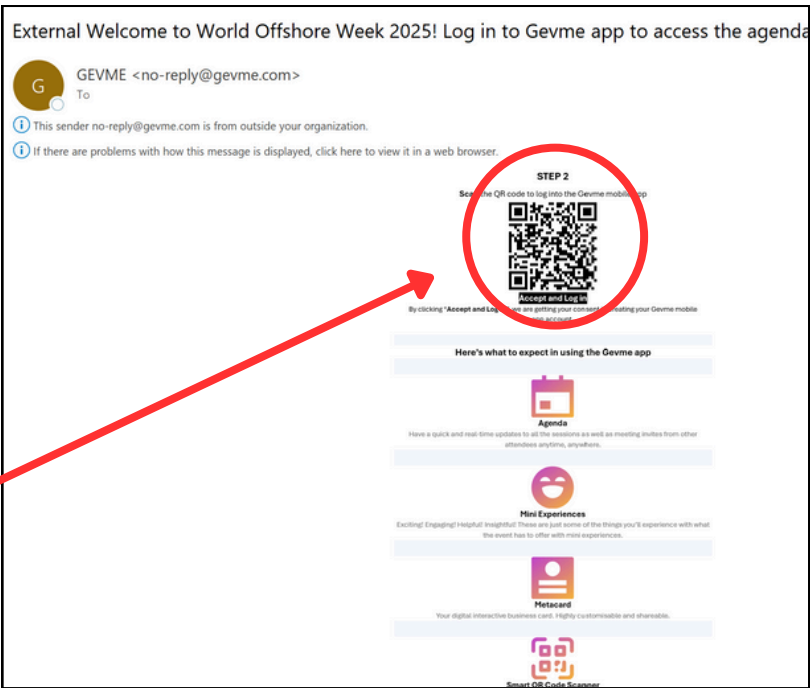 External Welcome to World Offshore Week 2025! Log in to Gevme app to access the agenda
G
GEVME <no-reply@gevme.com>
To
This sender no-reply@gevme.com is from outside your organization.
If there are problems with how this message is displayed, click here to view it in a web browser.
STEP 2
the QR code to log into the Gevme mobile
Accept and Log in
By clicking "Accept and Log we are getting your consent creating your Gevme mobile
account
Here's what to expect in using the Gevme app
Agenda
Have a quick and real-time updates to all the sessions as well as meeting invites from other
attendees anytime, anywhere.
Mini Experiences
Exciting! Engaging! Helpful! Insightful! These are just some of the things you'll experience with what
the event has to offer with mini experiences.
Metacard
Your digital interactive business card. Highly customisable and shareable.
Smart QR Code Scanner